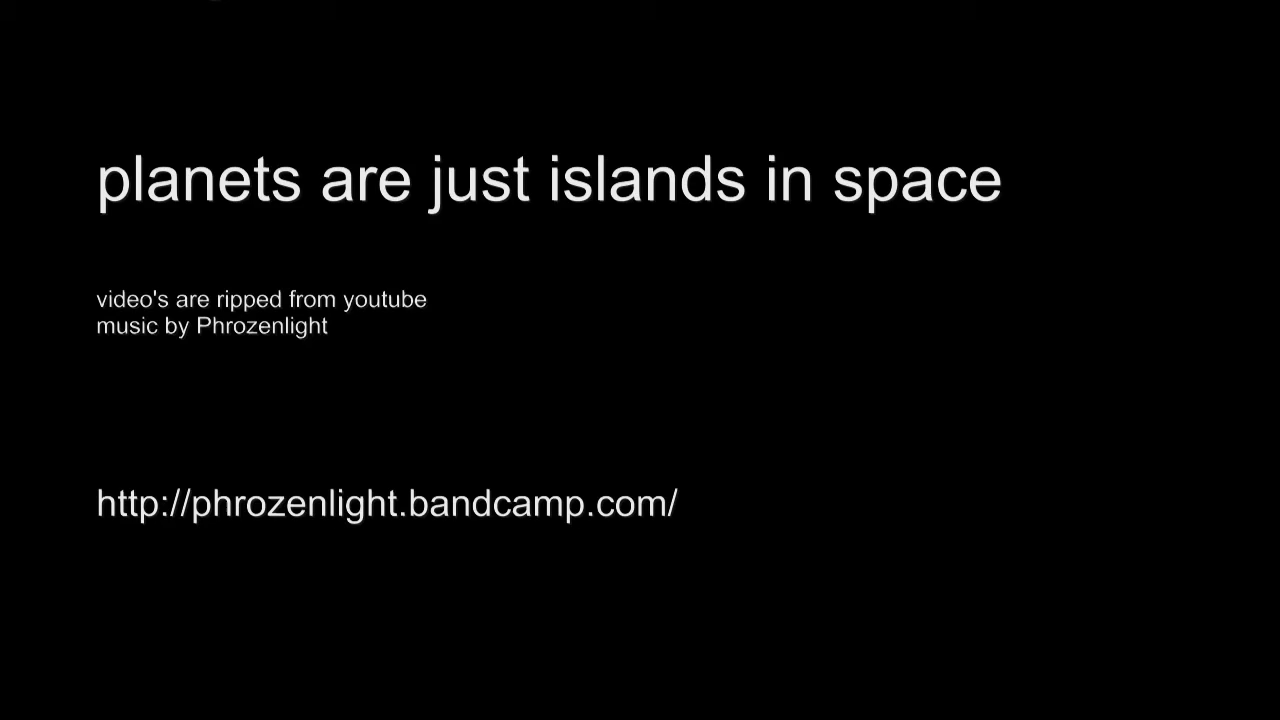 planets are just islands in space
video's are ripped from youtube
music by Phrozenlight
http://phrozenlight.bandcamp.com/